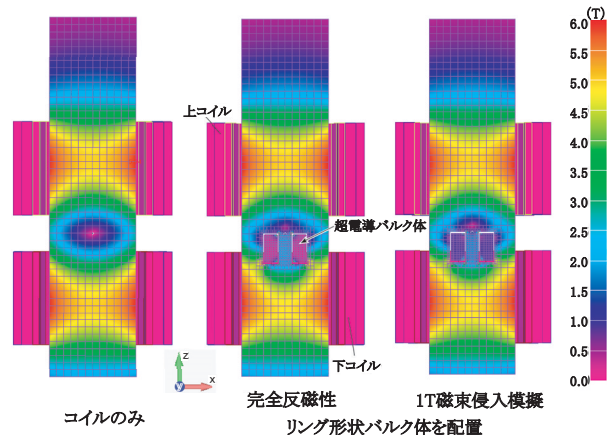 (T)
6.0
5.5
5.0
4.5
4.0
3.5
3.0
2.5
2.0
1.5
1.0
0.5
0.0
上コイル
超電導バルク体
下コイル
z
y
x
コイルのみ
完全反磁性
1T磁束侵入模擬
リング形状バルク体を配置